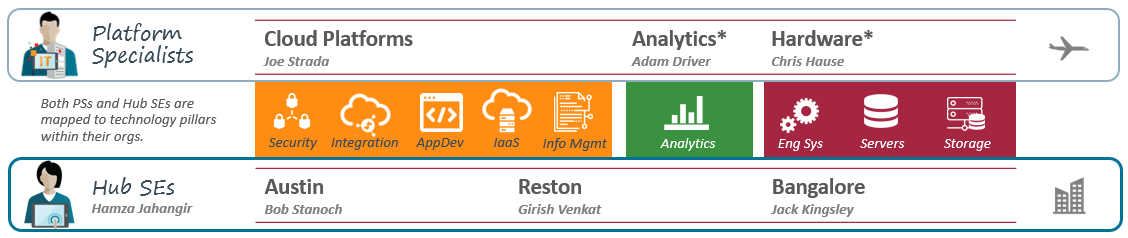 Platform
Specialists
IT
Cloud Platforms
Joe Strada
Analytics*
Adam Driver
Hardware*
Chris Hause
Both PSs and Hub SEs are
mapped to technology pillars
within their orgs.
Security
Integration
AppDev
IaaS
Info Mgmt
Analytics
Eng Sys
Servers
Storage
Hub SEs
Hamza Jahangir
Austin
Bob Stanoch
Reston
Girish Venkat
Bangalore
Jack Kingsley